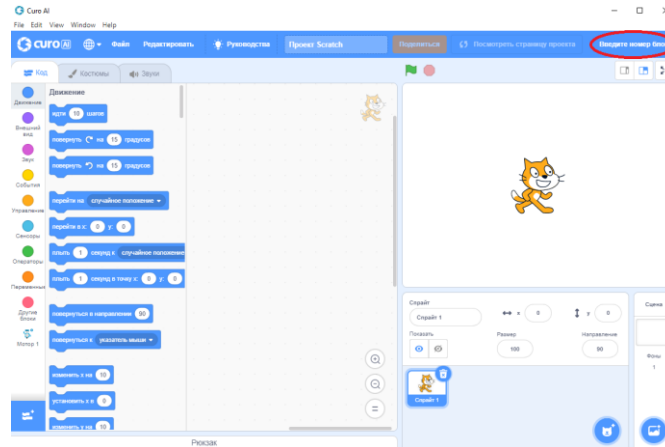 Curo AI
File Edit View Window Help
CURO AI Файл Редактировать Руководства Проект Scratch Поделиться Посмотреть страницу проекта Введите номер бло
Код Костюмы Звуки
Движение
Внешний вид
Звук
События
Управление
Сенсоры
Операторы
Переменные
Другие блоки
Мотор 1
Движение
идти 10 шагов
повернуть на 15 градусов
повернуть на 15 градусов
перейти на случайное положение
перейти в x: 0 y: 0
плыть 1 секунд к случайное положение
плыть 1 секунд в точку x: 0 y: 0
повернуться в направлении 90
повернуться к указатель мыши
изменить x на 10
установить x в 0
изменить y на 10
Рюкзак
Спрайт
Спрайт 1 x 0 y 0
Показать Размер Направление
100 90
Спрайт 1
Сцена
Фоны
1